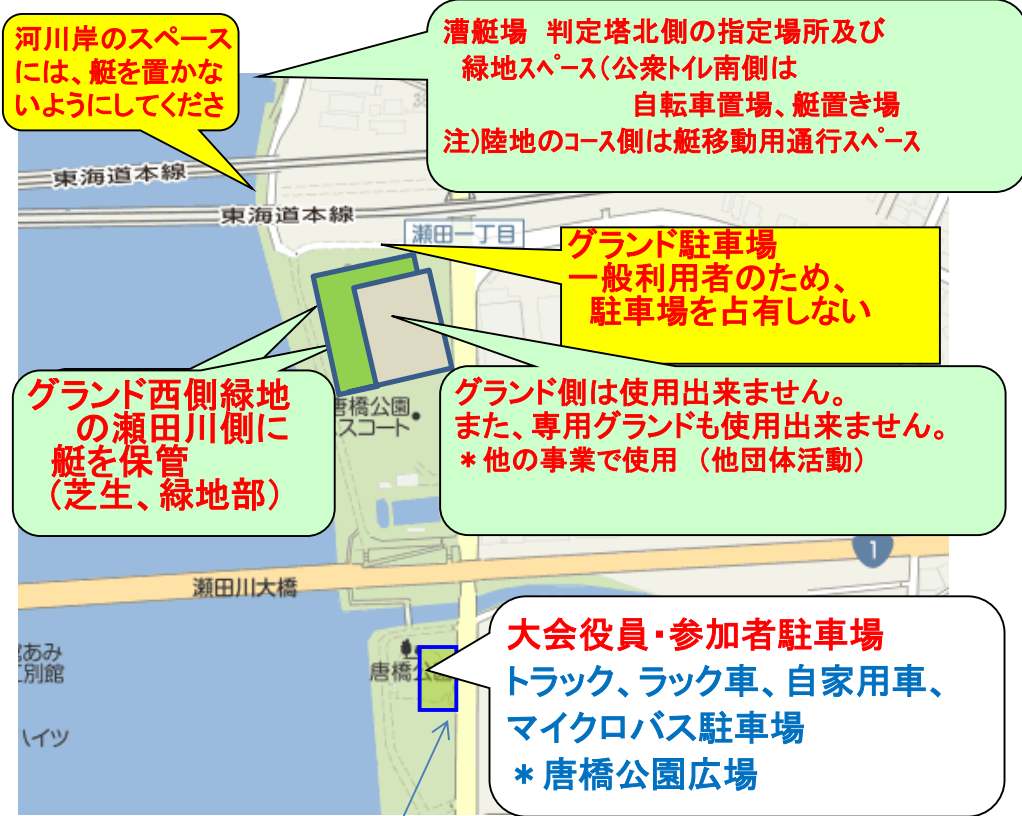 河川岸のスペース
には、艇を置かな
いようにしてくださ
漕艇場 判定塔北側の指定場所及び
緑地スペース(公衆トイレ南側は
自転車置場、艇置き場
注)陸地のコース側は艇移動用通行スペース
東海道本線
東海道本線
瀬田一丁目
グランド駐車場
一般利用者のため、
駐車場を占有しない
グランド西側緑地
の瀬田川側に
艇を保管
(芝生、緑地部)
唐橋公園
スコート
グランド側は使用出来ません。
また、専用グランドも使用出来ません。
*他の事業で使用 (他団体活動)
1
瀬田川大橋
あみ
別館
ハイツ
唐橋公
大会役員・参加者駐車場
トラック、ラック車、自家用車、
マイクロバス駐車場
*唐橋公園広場